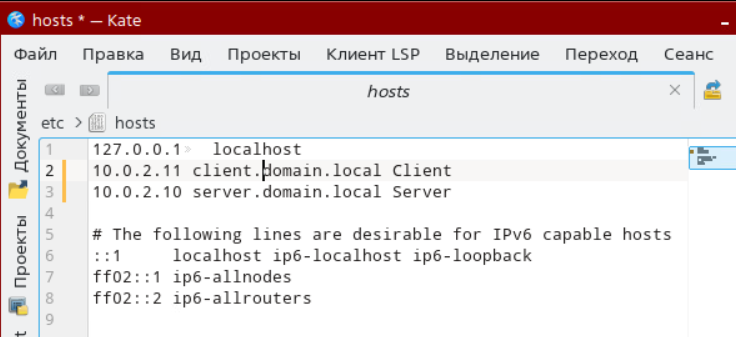 hosts * — Kate
Файл Правка Вид Проекты Клиент LSP Выделение Переход Сеанс
hosts
etc > hosts
Документы
Проекты
1 127.0.0.1 localhost
2 10.0.2.11 client.domain.local Client
3 10.0.2.10 server.domain.local Server
4
5 # The following lines are desirable for IPv6 capable hosts
6 ::1 localhost ip6-localhost ip6-loopback
7 ff02::1 ip6-allnodes
8 ff02::2 ip6-allrouters
9